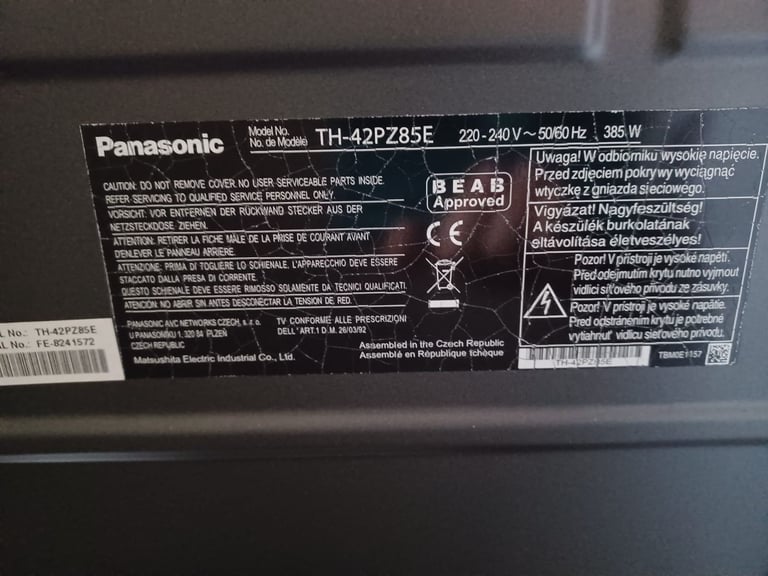 Panasonic
Model No.
No. de Modèle
TH-42PZ85E
220-240 V ~ 50/60 Hz
385 W
CAUTION: DO NOT REMOVE COVER. NO USER SERVICEABLE PARTS INSIDE.
REFER SERVICING TO QUALIFIED SERVICE PERSONNEL ONLY.
VORSICHT: VOR ENTFERNEN DER RÜCKWAND STECKER AUS DER
NETZSTECKDOSE ZIEHEN.
ATTENTION: RETIRER LA FICHE MALE DE LA PRISE DE COURANT AVANT
D'ENLEVER LE PANNEAU ARRIERE.
ATTENZIONE: PRIMA DI TOGLIERE LO SCHIENALE, L'APPARECCHIO DEVE ESSERE
STACCATO DALLA PRESA DI CORRENTE.
QUESTO SCHIENALE DEVE ESSERE RIMOSSO SOLAMENTE DA TECNICI QUALIFICATI.
ATENCIÓN: NO ABRIR SIN ANTES DESCONECTAR LA TENSION DE RED.
PANASONIC AVC NETWORKS CZECH, s. r. o.
U PANASONIKU 1, 320 84 PLZEŇ
CZECH REPUBLIC
TV CONFORME ALLE PRESCRIZIONI
DELL'ART.1 D.M. 26/03/92
Matsushita Electric Industrial Co., Ltd.
Assembled in the Czech Republic
Assemblé en République tchèque
BEAB
Approved
CE
Uwaga! W odbiorniku wysokie napięcie.
Przed zdjęciem pokrywy wyciągnąć
wtyczkę z gniazda sieciowego.
Vigyázat! Nagyfeszültség!
A készülék burkolatának
eltávolítása életveszélyes!
Pozor! V přístroji je vysoké napětí.
Před odejmutím krytu nutno vyjmout
vidlici síťového přívodu ze zásuvky.
Pozor! V prístroji je vysoké napätie.
Pred odstránením krytu je potrebné
vytiahnuť vidlicu sieťového prívodu.
TH-42PZ85E
TBM0E1157
No.: TH-42PZ85E
No.: FE-8241572